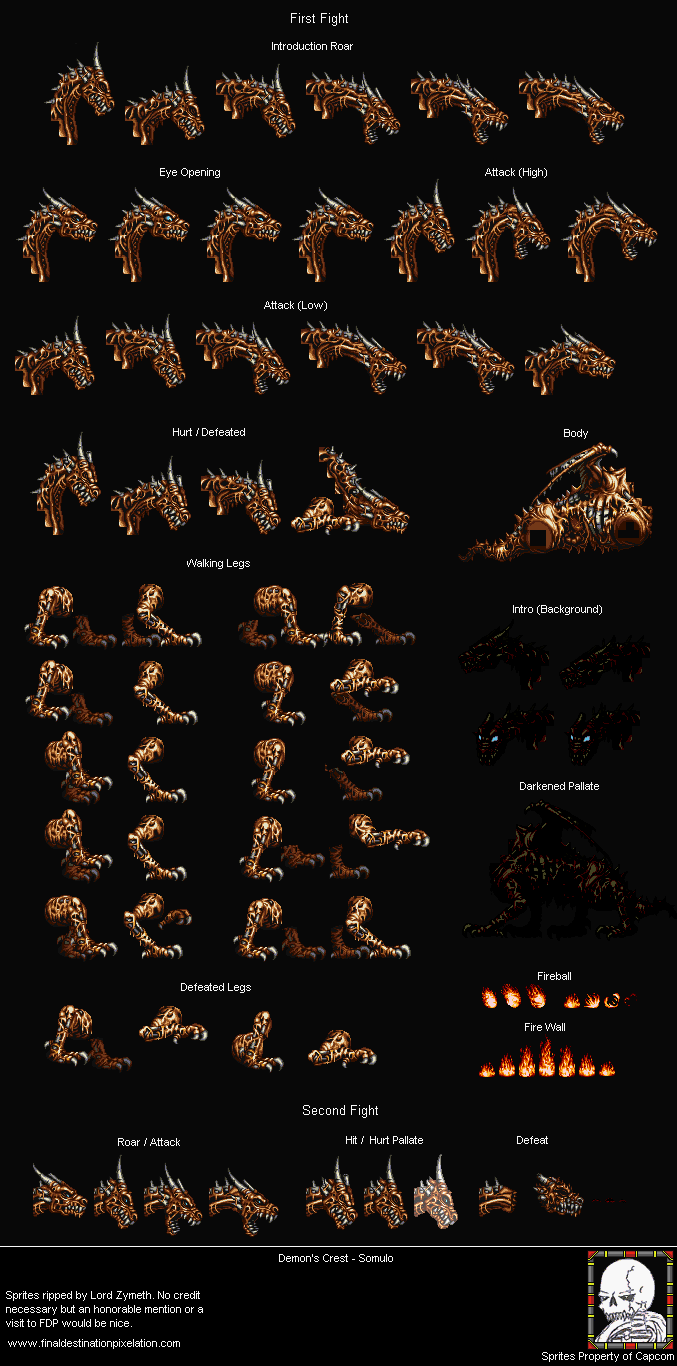 First Fight
Introduction Roar
Eye Opening
Attack (High)
Attack (Low)
Hurt / Defeated
Body
Walking Legs
Intro (Background)
Darkened Pallate
Fireball
Defeated Legs
Fire Wall
Second Fight
Roar / Attack
Hit / Hurt Pallate
Defeat
Demon's Crest - Somulo
Sprites ripped by Lord Zymeth. No credit
necessary but an honorable mention or a
visit to FDP would be nice.
www.finaldestinationpixelation.com
Sprites Property of Capcom